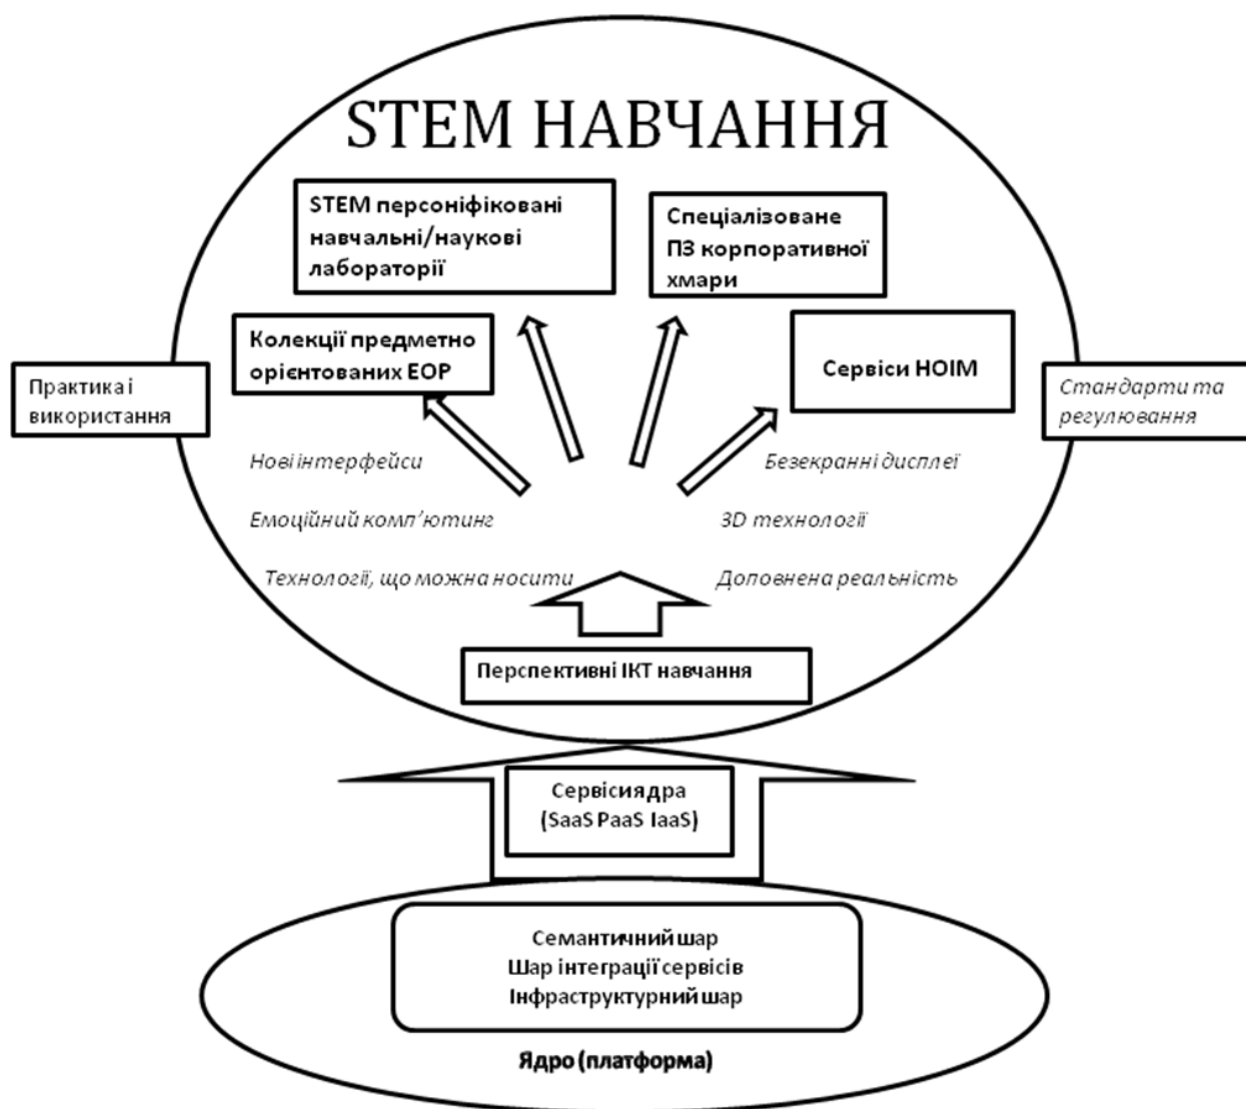 STEM НАВЧАННЯ
STEM персоніфіковані
навчальні/наукові
лабораторії
Спеціалізоване
ПЗ корпоративної
хмари
Колекції предметно
орієнтованих ЕОР
Сервіси НОІМ
Практика і
використання
Стандарти та
регулювання
Нові інтерфейси
Безекранні дисплеї
Емоційний комп’ютинг
3D технології
Технології, що можна носити
Доповнена реальність
Перспективні ІКТ навчання
Сервіси ядра
(SaaS PaaS IaaS)
Семантичний шар
Шар інтеграції сервісів
Інфраструктурний шар
Ядро (платформа)